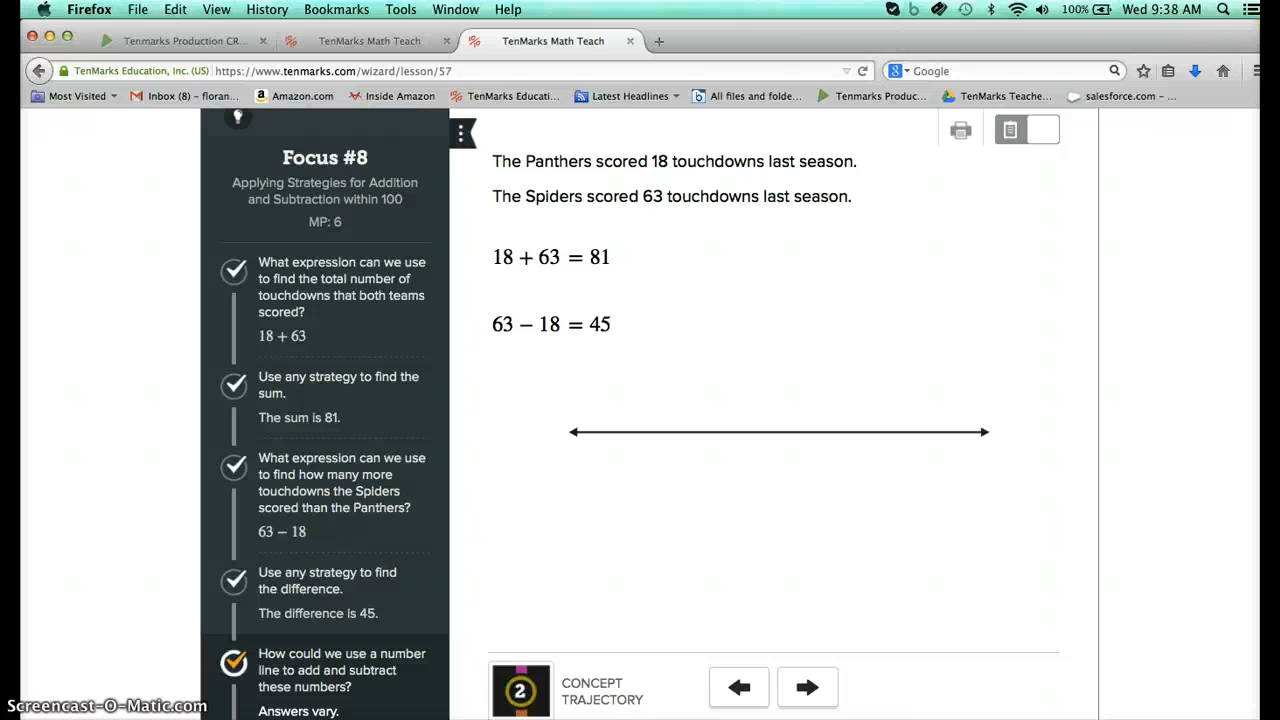 Firefox File Edit View History Bookmarks Tools Window Help 100% Wed 9:38 AM
Tenmarks Production CR... TenMarks Math Teach TenMarks Math Teach
TenMarks Education, Inc. (US) https://www.tenmarks.com/wizard/lesson/57 Google
Most Visited Inbox (8) – floran... Amazon.com Inside Amazon TenMarks Educati... Latest Headlines All files and folde... Tenmarks Produc... TenMarks Teache... salesforce.com – ...
Focus #8
Applying Strategies for Addition
and Subtraction within 100
MP: 6
What expression can we use
to find the total number of
touchdowns that both teams
scored?
18 + 63
Use any strategy to find the
sum.
The sum is 81.
What expression can we use
to find how many more
touchdowns the Spiders
scored than the Panthers?
63 − 18
Use any strategy to find
the difference.
The difference is 45.
How could we use a number
line to add and subtract
these numbers?
Answers vary.
The Panthers scored 18 touchdowns last season.
The Spiders scored 63 touchdowns last season.
18 + 63 = 81
63 − 18 = 45
2
CONCEPT
TRAJECTORY
Screencast-O-Matic.com